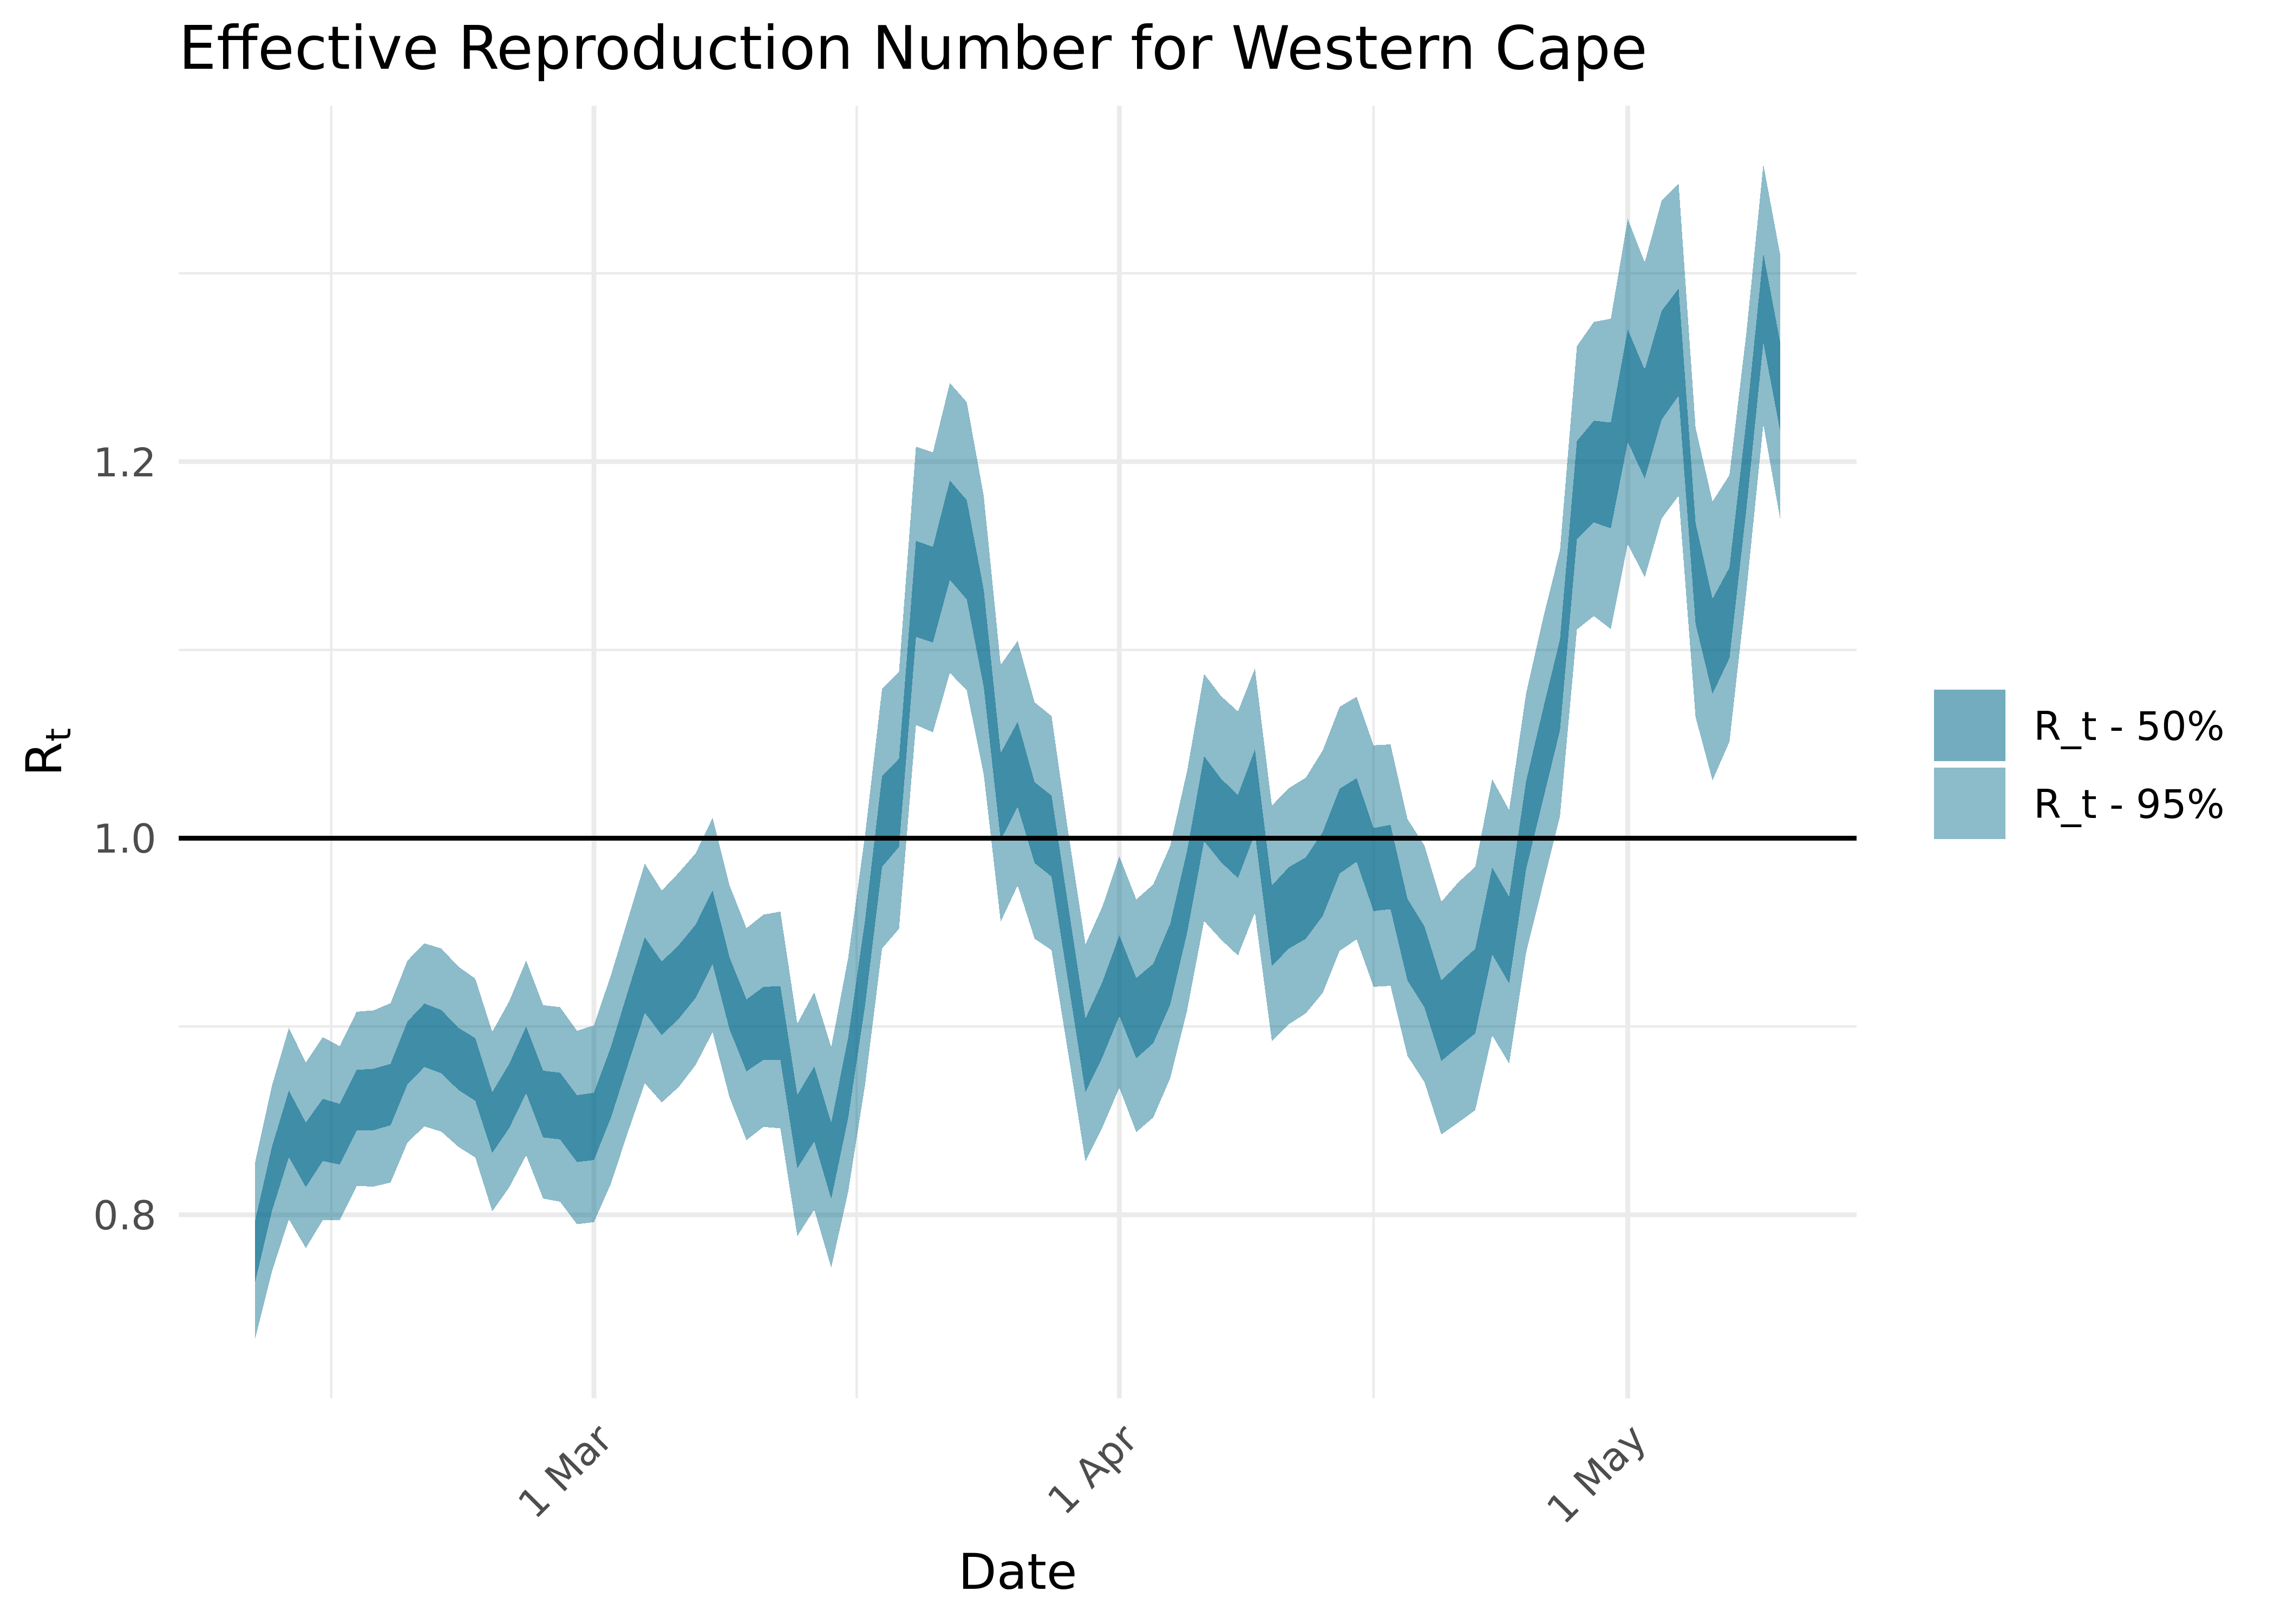 Effective Reproduction Number for Western Cape
1.2
1.0
0.8
Rt
1 Mar
1 Apr
1 May
Date
R_t - 50%
R_t - 95%